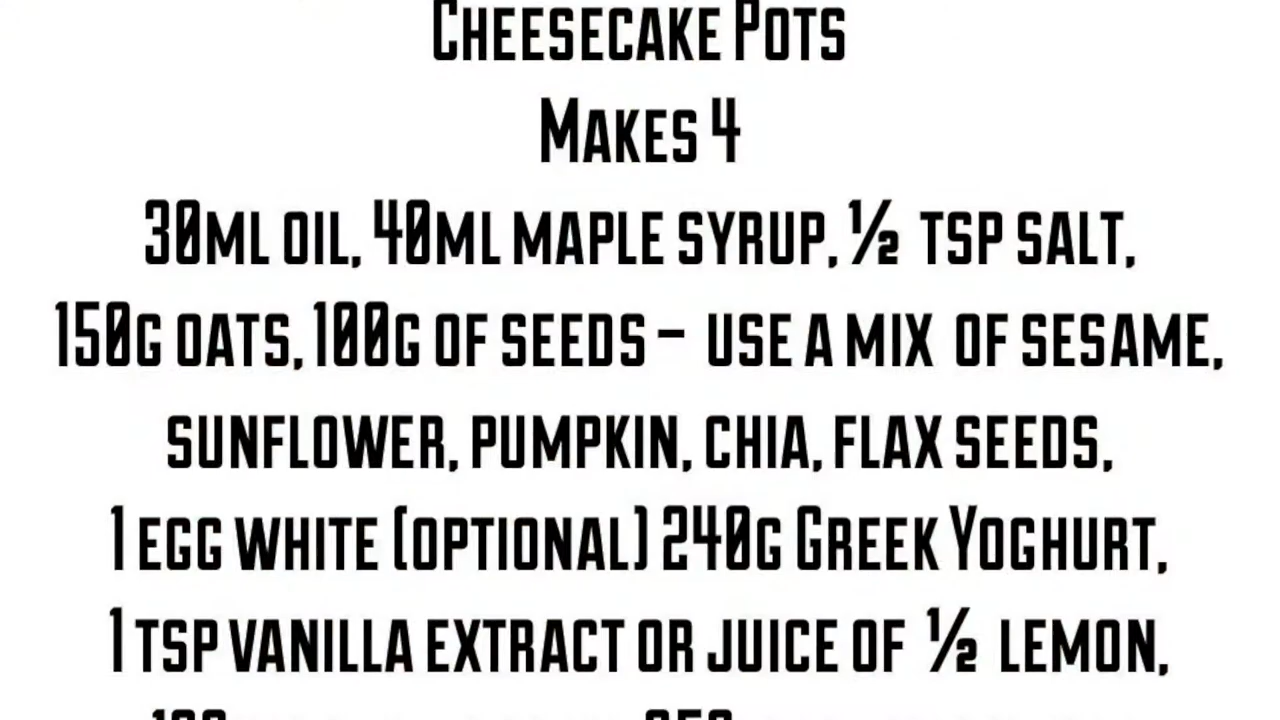 Cheesecake Pots
Makes 4
30ml oil, 40ml maple syrup, ½ tsp salt,
150g oats, 100g of seeds – use a mix of sesame,
sunflower, pumpkin, chia, flax seeds,
1 egg white (optional) 240g Greek Yoghurt,
1 tsp vanilla extract or juice of ½ lemon,